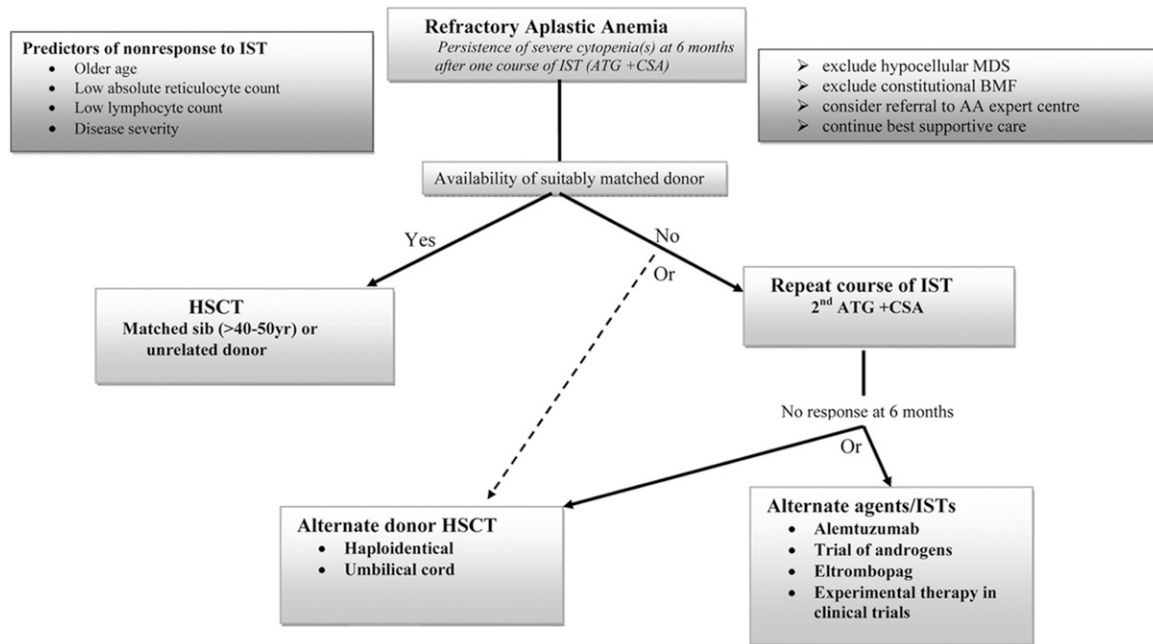 Refractory Aplastic Anemia
Persistence of severe cytopenia(s) at 6 months
after one course of IST (ATG +CSA)
Predictors of nonresponse to IST
• Older age
• Low absolute reticulocyte count
• Low lymphocyte count
• Disease severity
➢ exclude hypocellular MDS
➢ exclude constitutional BMF
➢ consider referral to AA expert centre
➢ continue best supportive care
Availability of suitably matched donor
Yes
No
Or
HSCT
Matched sib (>40-50yr) or
unrelated donor
Repeat course of IST
2nd ATG +CSA
No response at 6 months
Or
Alternate donor HSCT
• Haploidentical
• Umbilical cord
Alternate agents/ISTs
• Alemtuzumab
• Trial of androgens
• Eltrombopag
• Experimental therapy in
clinical trials